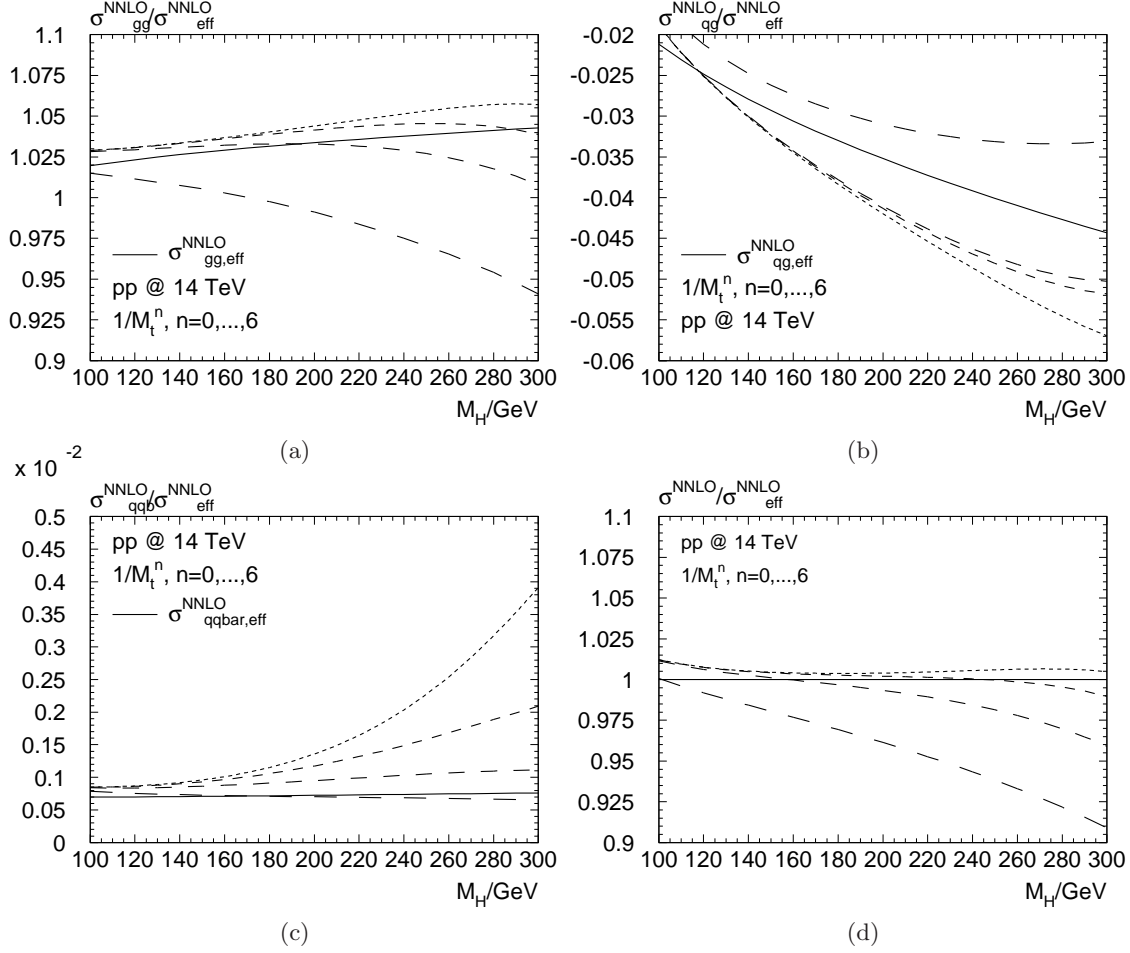 σ^NNLO_gg/σ^NNLO_eff
1.1
1.075
1.05
1.025
1
0.975
0.95
0.925
0.9
σ^NNLO_gg,eff
pp @ 14 TeV
1/M_t^n, n=0,...,6
100 120 140 160 180 200 220 240 260 280 300
M_H/GeV
(a)
σ^NNLO_qg/σ^NNLO_eff
-0.02
-0.025
-0.03
-0.035
-0.04
-0.045
-0.05
-0.055
-0.06
σ^NNLO_qg,eff
1/M_t^n, n=0,...,6
pp @ 14 TeV
100 120 140 160 180 200 220 240 260 280 300
M_H/GeV
(b)
x 10^-2
σ^NNLO_qqb/σ^NNLO_eff
0.5
0.45
0.4
0.35
0.3
0.25
0.2
0.15
0.1
0.05
0
pp @ 14 TeV
1/M_t^n, n=0,...,6
σ^NNLO_qqbar,eff
100 120 140 160 180 200 220 240 260 280 300
M_H/GeV
(c)
σ^NNLO/σ^NNLO_eff
1.1
1.075
1.05
1.025
1
0.975
0.95
0.925
0.9
pp @ 14 TeV
1/M_t^n, n=0,...,6
100 120 140 160 180 200 220 240 260 280 300
M_H/GeV
(d)